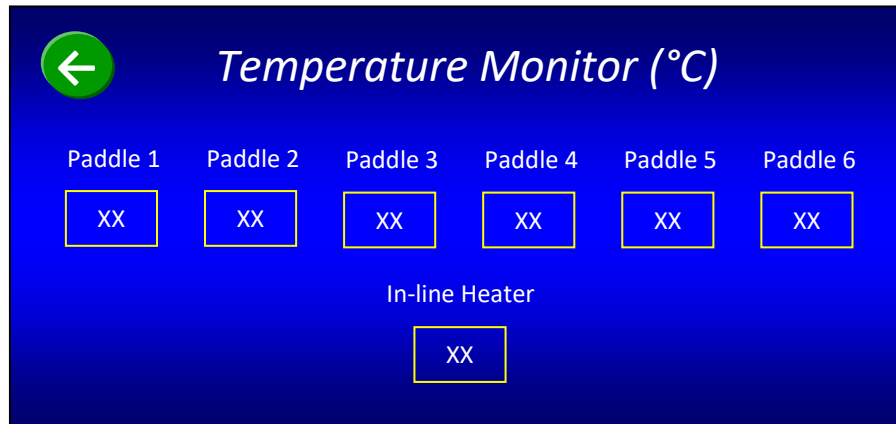 Temperature Monitor (°C)
Paddle 1 Paddle 2 Paddle 3 Paddle 4 Paddle 5 Paddle 6
XX XX XX XX XX XX
In-line Heater
XX